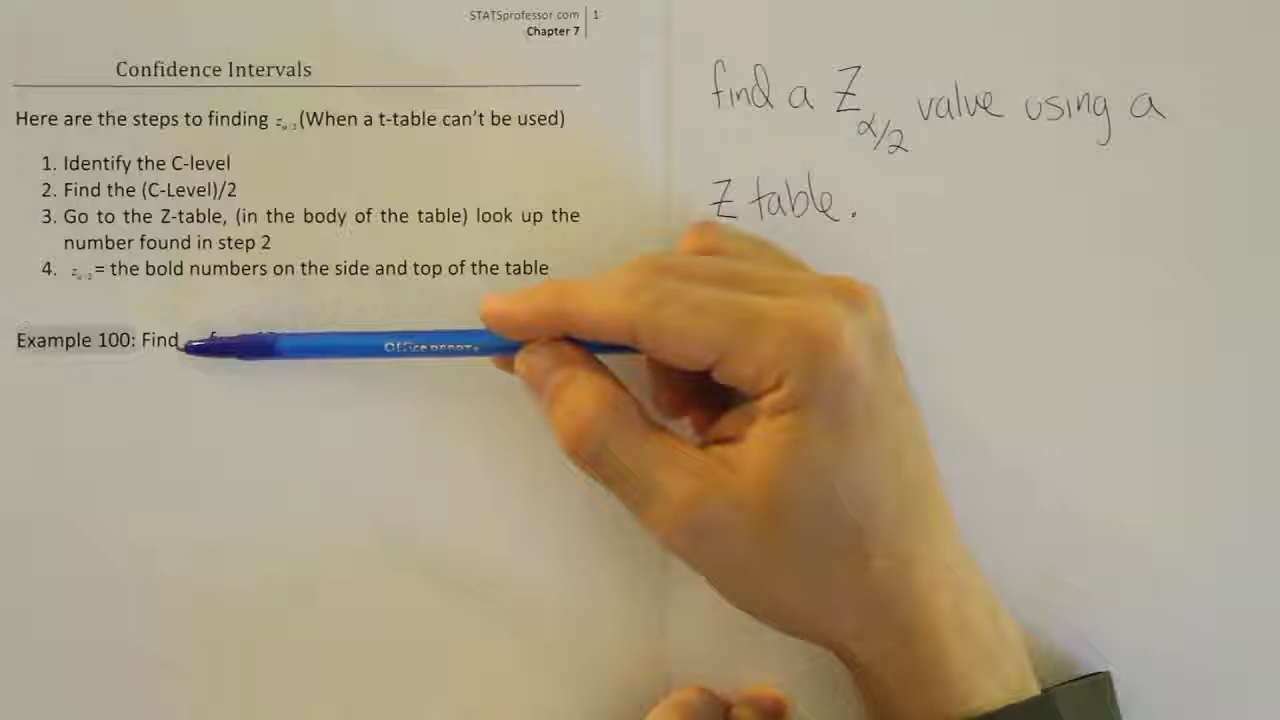 STATSprofessor.com 1
Chapter 7
Confidence Intervals
Here are the steps to finding (When a t-table can't be used)
1. Identify the C-level
2. Find the (C-Level)/2
3. Go to the Z-table, (in the body of the table) look up the
number found in step 2
4. = the bold numbers on the side and top of the table
Example 100: Find
Office DEPOT
find a Z α/2 value using a
Z table.